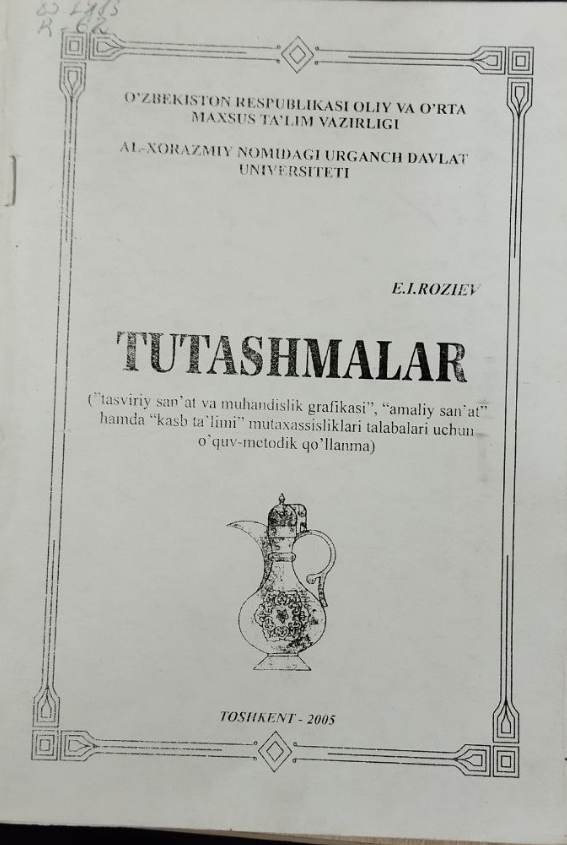 O'ZBEKISTON RESPUBLIKASI OLIY VA O'RTA
MAXSUS TA'LIM VAZIRLIGI
AL-XORAZMIY NOMIDAGI URGANCH DAVLAT
UNIVERSITETI
E.I.ROZIEV
TUTASHMALAR
("tasviriy san'at va muhandislik grafikasi", "amaliy san'at"
hamda "kasb ta'limi" mutaxassisliklari talabalari uchun
o'quv-metodik qo'llanma)
TOSHKENT - 2005